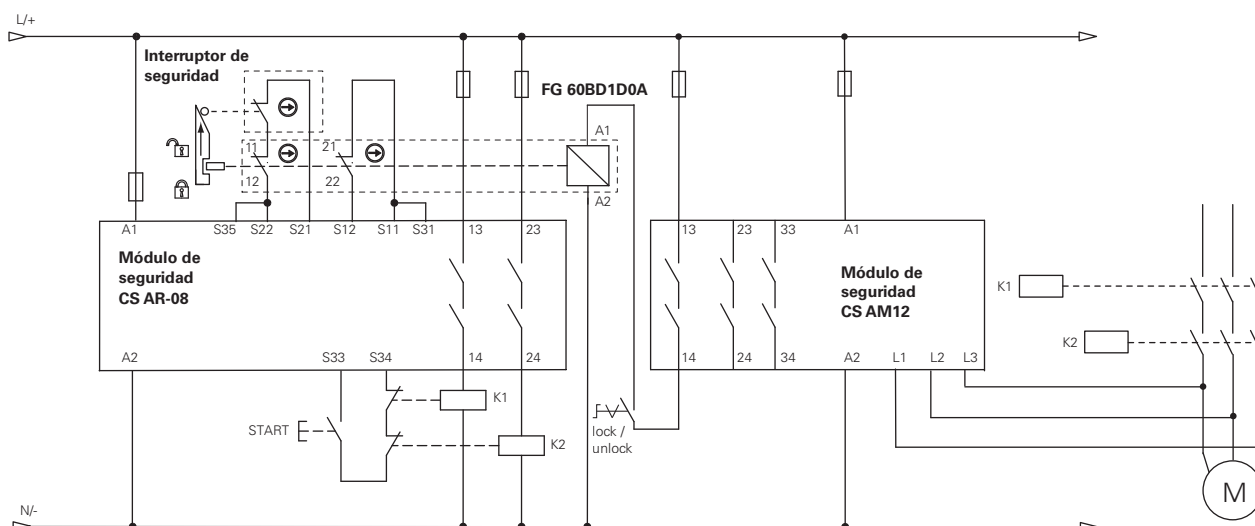 L/+
Interruptor de
seguridad
FG 60BD1D0A
A1
11
21
12
22
A2
A1
S35
S22
S21
S12
S11
S31
13
23
13
23
33
A1
Módulo de
seguridad
CS AR-08
Módulo de
seguridad
CS AM12
K1
K2
A2
S33
S34
14
24
14
24
34
A2
L1
L2
L3
K1
START
K2
lock /
unlock
M
N/-